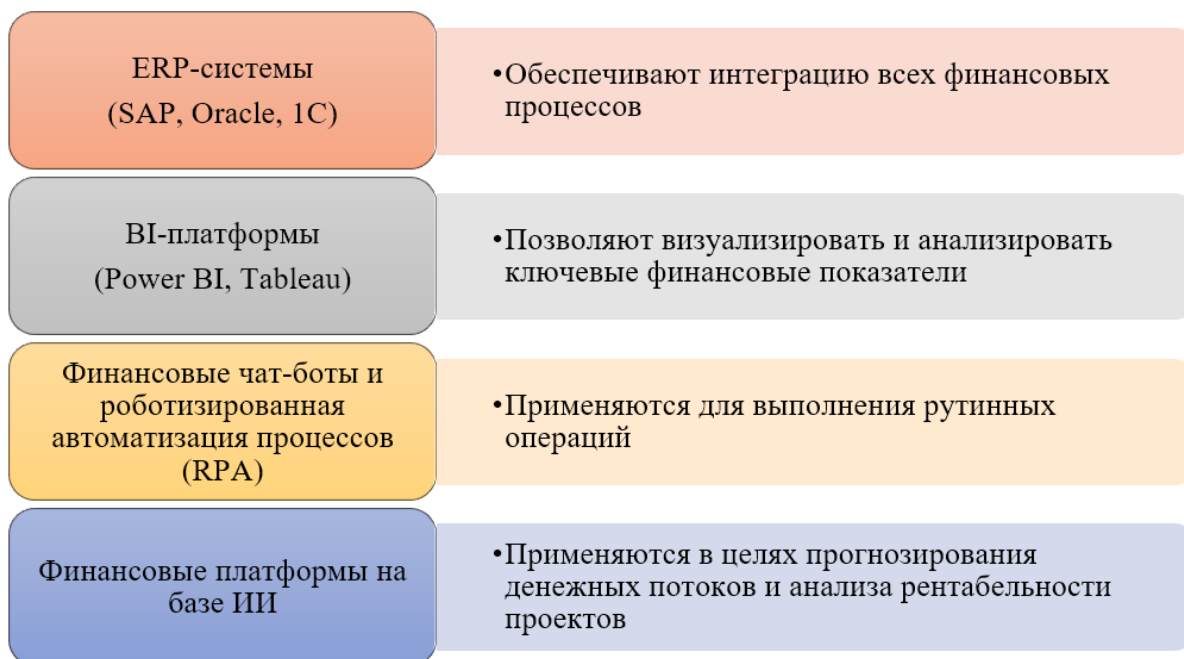 ERP-системы
(SAP, Oracle, 1C)
•Обеспечивают интеграцию всех финансовых
процессов
BI-платформы
(Power BI, Tableau)
•Позволяют визуализировать и анализировать
ключевые финансовые показатели
Финансовые чат-боты и
роботизированная
автоматизация процессов
(RPA)
•Применяются для выполнения рутинных
операций
Финансовые платформы на
базе ИИ
•Применяются в целях прогнозирования
денежных потоков и анализа рентабельности
проектов